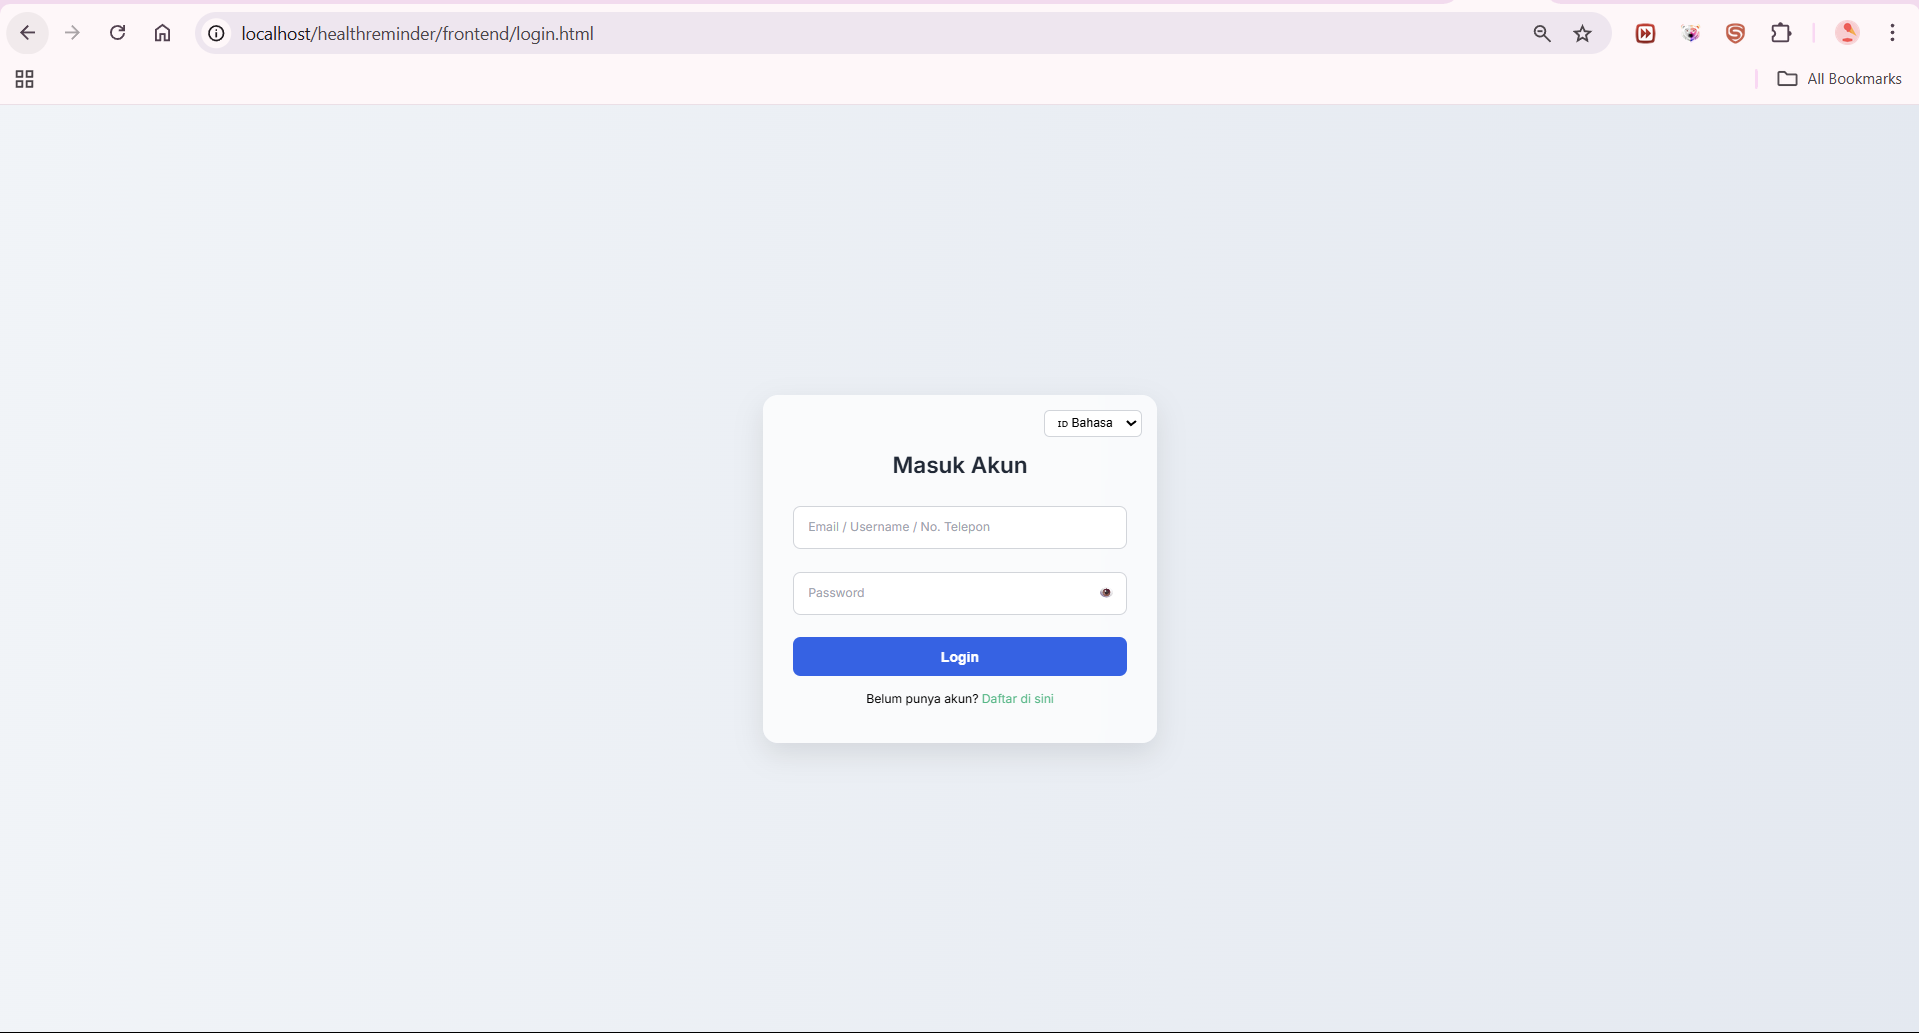 localhost/healthreminder/frontend/login.html
All Bookmarks
ID Bahasa
Masuk Akun
Email / Username / No. Telepon
Password
Login
Belum punya akun? Daftar di sini